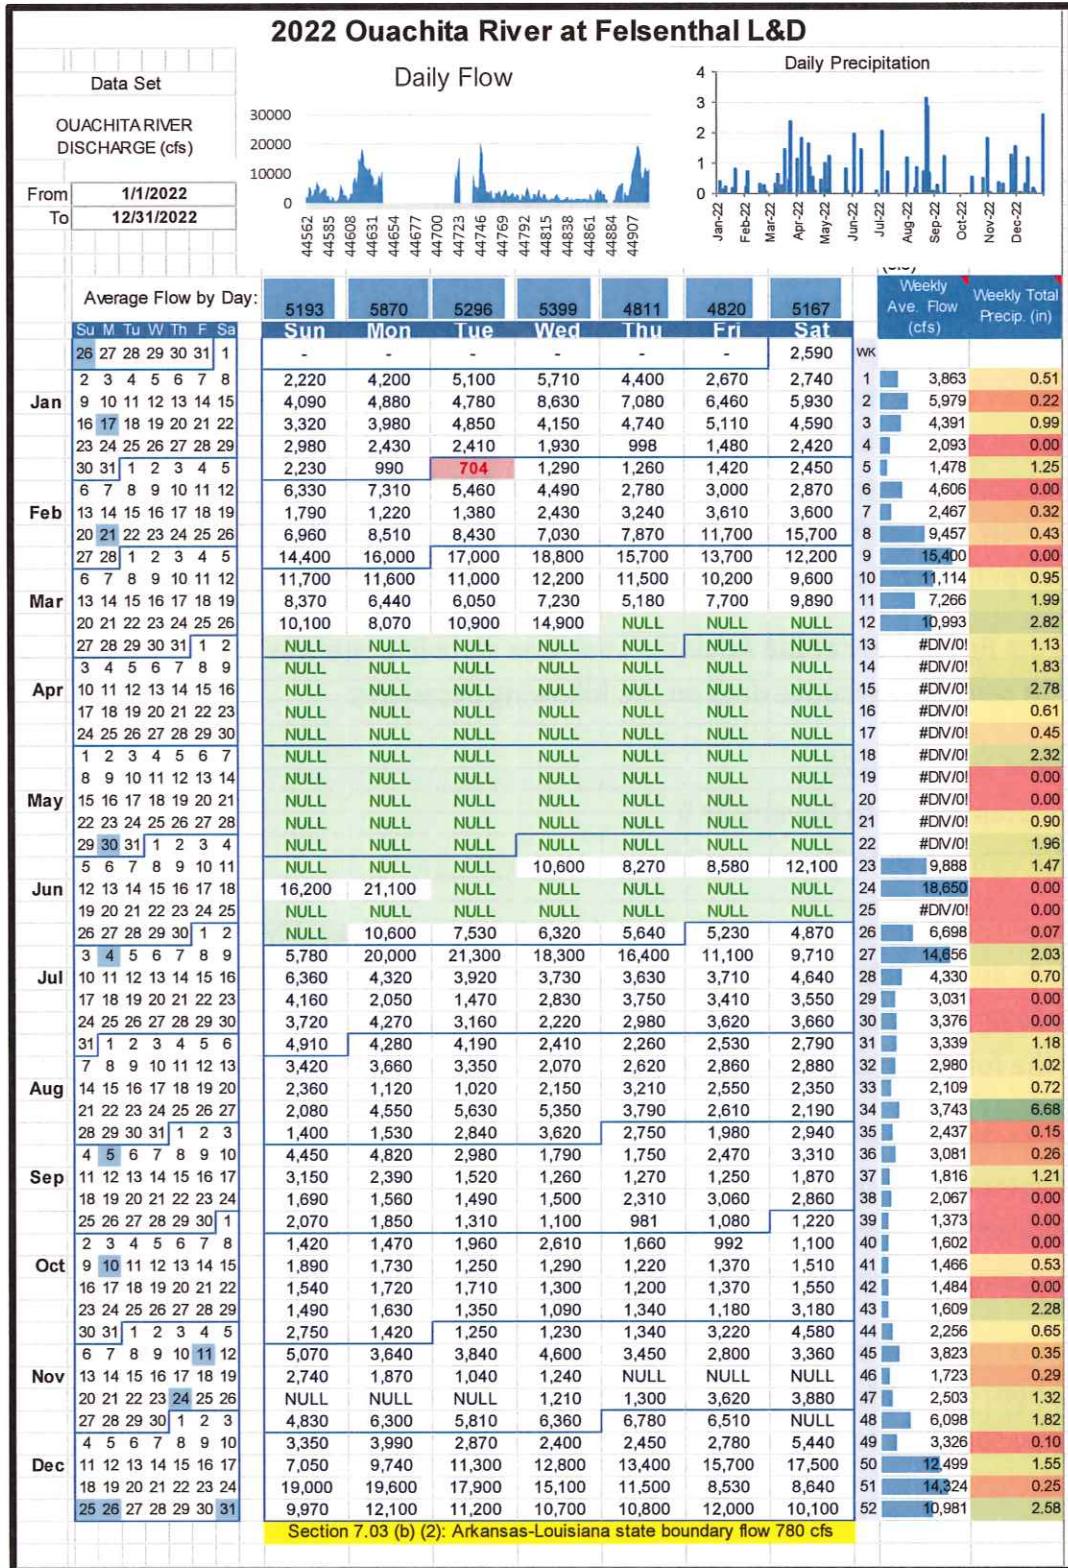 2022 Ouachita River at Felsenthal L&D
Data Set
OUACHITA RIVER
DISCHARGE (cfs)
From 1/1/2022
To 12/31/2022
Daily Flow
30000
20000
10000
0
44562 44585 44608 44631 44654 44677 44700 44723 44746 44769 44792 44815 44838 44861 44884 44907
Daily Precipitation
4
3
2
1
0
Jan-22 Feb-22 Mar-22 Apr-22 May-22 Jun-22 Jul-22 Aug-22 Sep-22 Oct-22 Nov-22 Dec-22
Average Flow by Day: 5193 5870 5296 5399 4811 4820 5167
Weekly Ave. Flow (cfs) Weekly Total Precip. (in)
Su M Tu W Th F Sa Sun Mon Tue Wed Thu Fri Sat
26 27 28 29 30 31 1 - - - - - - 2,590 WK
2 3 4 5 6 7 8 2,220 4,200 5,100 5,710 4,400 2,670 2,740 1 3,863 0.51
Jan 9 10 11 12 13 14 15 4,090 4,880 4,780 8,630 7,080 6,460 5,930 2 5,979 0.22
16 17 18 19 20 21 22 3,320 3,980 4,850 4,150 4,740 5,110 4,590 3 4,391 0.99
23 24 25 26 27 28 29 2,980 2,430 2,410 1,930 998 1,480 2,420 4 2,093 0.00
30 31 1 2 3 4 5 2,230 990 704 1,290 1,260 1,420 2,450 5 1,478 1.25
6 7 8 9 10 11 12 6,330 7,310 5,460 4,490 2,780 3,000 2,870 6 4,606 0.00
Feb 13 14 15 16 17 18 19 1,790 1,220 1,380 2,430 3,240 3,610 3,600 7 2,467 0.32
20 21 22 23 24 25 26 6,960 8,510 8,430 7,030 7,870 11,700 15,700 8 9,457 0.43
27 28 1 2 3 4 5 14,400 16,000 17,000 18,800 15,700 13,700 12,200 9 15,400 0.00
6 7 8 9 10 11 12 11,700 11,600 11,000 12,200 11,500 10,200 9,600 10 11,114 0.95
Mar 13 14 15 16 17 18 19 8,370 6,440 6,050 7,230 5,180 7,700 9,890 11 7,266 1.99
20 21 22 23 24 25 26 10,100 8,070 10,900 14,900 NULL NULL NULL 12 10,993 2.82
27 28 29 30 31 1 2 NULL NULL NULL NULL NULL NULL NULL 13 #DIV/0! 1.13
3 4 5 6 7 8 9 NULL NULL NULL NULL NULL NULL NULL 14 #DIV/0! 1.83
Apr 10 11 12 13 14 15 16 NULL NULL NULL NULL NULL NULL NULL 15 #DIV/0! 2.78
17 18 19 20 21 22 23 NULL NULL NULL NULL NULL NULL NULL 16 #DIV/0! 0.61
24 25 26 27 28 29 30 NULL NULL NULL NULL NULL NULL NULL 17 #DIV/0! 0.45
1 2 3 4 5 6 7 NULL NULL NULL NULL NULL NULL NULL 18 #DIV/0! 2.32
8 9 10 11 12 13 14 NULL NULL NULL NULL NULL NULL NULL 19 #DIV/0! 0.00
May 15 16 17 18 19 20 21 NULL NULL NULL NULL NULL NULL NULL 20 #DIV/0! 0.00
22 23 24 25 26 27 28 NULL NULL NULL NULL NULL NULL NULL 21 #DIV/0! 0.90
29 30 31 1 2 3 4 NULL NULL NULL NULL NULL NULL NULL 22 #DIV/0! 1.96
5 6 7 8 9 10 11 NULL NULL NULL 10,600 8,270 8,580 12,100 23 9,888 1.47
Jun 12 13 14 15 16 17 18 16,200 21,100 NULL NULL NULL NULL NULL 24 18,650 0.00
19 20 21 22 23 24 25 NULL NULL NULL NULL NULL NULL NULL 25 #DIV/0! 0.00
26 27 28 29 30 1 2 NULL 10,600 7,530 6,320 5,640 5,230 4,870 26 6,698 0.07
3 4 5 6 7 8 9 5,780 20,000 21,300 18,300 16,400 11,100 9,710 27 14,656 2.03
Jul 10 11 12 13 14 15 16 6,360 4,320 3,920 3,730 3,630 3,710 4,640 28 4,330 0.70
17 18 19 20 21 22 23 4,160 2,050 1,470 2,830 3,750 3,410 3,550 29 3,031 0.00
24 25 26 27 28 29 30 3,720 4,270 3,160 2,220 2,980 3,620 3,660 30 3,376 0.00
31 1 2 3 4 5 6 4,910 4,280 4,190 2,410 2,260 2,530 2,790 31 3,339 1.18
7 8 9 10 11 12 13 3,420 3,660 3,350 2,070 2,620 2,860 2,880 32 2,980 1.02
Aug 14 15 16 17 18 19 20 2,360 1,120 1,020 2,150 3,210 2,550 2,350 33 2,109 0.72
21 22 23 24 25 26 27 2,080 4,550 5,630 5,350 3,790 2,610 2,190 34 3,743 6.68
28 29 30 31 1 2 3 1,400 1,530 2,840 3,620 2,750 1,980 2,940 35 2,437 0.15
4 5 6 7 8 9 10 4,450 4,820 2,980 1,790 1,750 2,470 3,310 36 3,081 0.26
Sep 11 12 13 14 15 16 17 3,150 2,390 1,520 1,260 1,270 1,250 1,870 37 1,816 1.21
18 19 20 21 22 23 24 1,690 1,560 1,490 1,500 2,310 3,060 2,860 38 2,067 0.00
25 26 27 28 29 30 1 2,070 1,850 1,310 1,100 981 1,080 1,220 39 1,373 0.00
2 3 4 5 6 7 8 1,420 1,470 1,960 2,610 1,660 992 1,100 40 1,602 0.00
Oct 9 10 11 12 13 14 15 1,890 1,730 1,250 1,290 1,220 1,370 1,510 41 1,466 0.53
16 17 18 19 20 21 22 1,540 1,720 1,710 1,300 1,200 1,370 1,550 42 1,484 0.00
23 24 25 26 27 28 29 1,490 1,630 1,350 1,090 1,340 1,180 3,180 43 1,609 2.28
30 31 1 2 3 4 5 2,750 1,420 1,250 1,230 1,340 3,220 4,580 44 2,256 0.65
6 7 8 9 10 11 12 5,070 3,640 3,840 4,600 3,450 2,800 3,360 45 3,823 0.35
Nov 13 14 15 16 17 18 19 2,740 1,870 1,040 1,240 NULL NULL NULL 46 1,723 0.29
20 21 22 23 24 25 26 NULL NULL NULL 1,210 1,300 3,620 3,880 47 2,503 1.32
27 28 29 30 1 2 3 4,830 6,300 5,810 6,360 6,780 6,510 NULL 48 6,098 1.82
4 5 6 7 8 9 10 3,350 3,990 2,870 2,400 2,450 2,780 5,440 49 3,326 0.10
Dec 11 12 13 14 15 16 17 7,050 9,740 11,300 12,800 13,400 15,700 17,500 50 12,499 1.55
18 19 20 21 22 23 24 19,000 19,600 17,900 15,100 11,500 8,530 8,640 51 14,324 0.25
25 26 27 28 29 30 31 9,970 12,100 11,200 10,700 10,800 12,000 10,100 52 10,981 2.58
Section 7.03 (b) (2): Arkansas-Louisiana state boundary flow 780 cfs